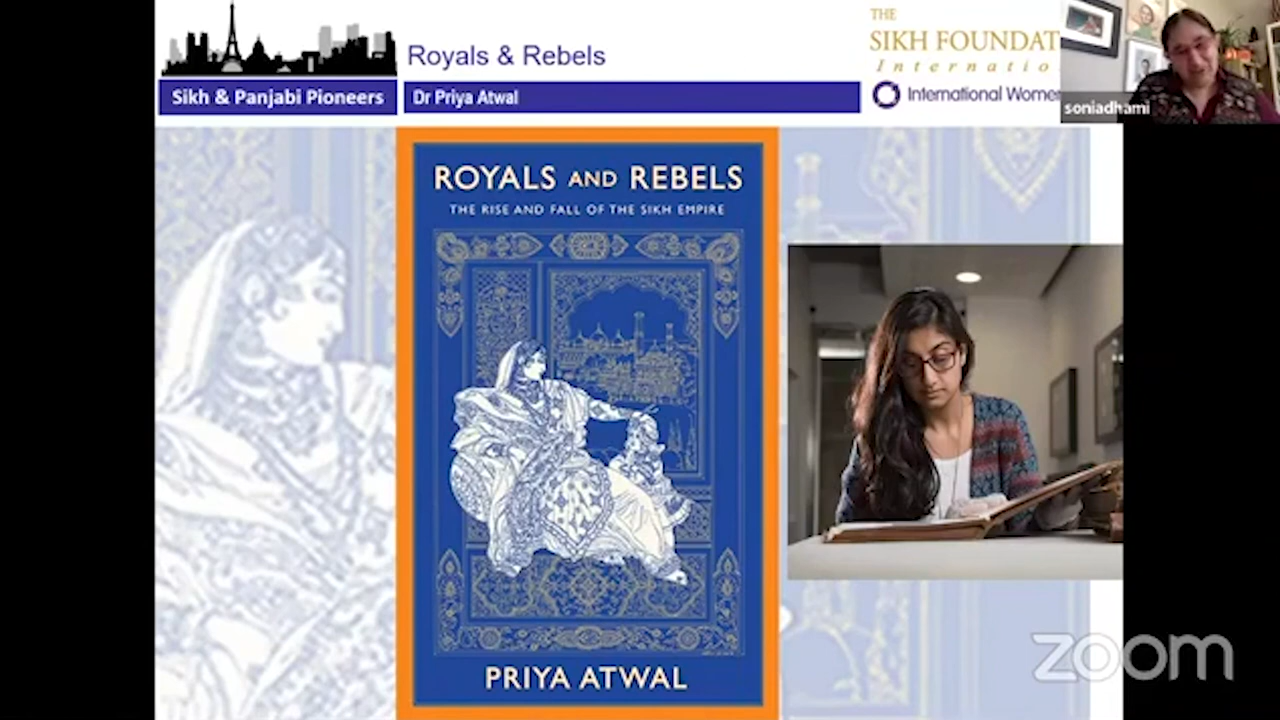 Royals & Rebels
Sikh & Panjabi Pioneers
Dr Priya Atwal
THE
SIKH FOUNDAT
Internatio
International Women
soniadhami
ROYALS AND REBELS
THE RISE AND FALL OF THE SIKH EMPIRE
PRIYA ATWAL
zoom